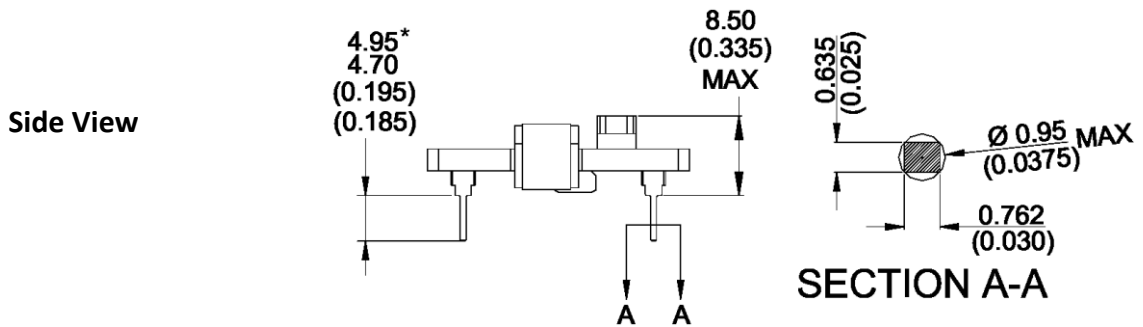 Side View
4.95*
4.70
(0.195)
(0.185)
8.50
(0.335)
MAX
A A
0.635
(0.025)
Ø 0.95 MAX
(0.0375)
0.762
(0.030)
SECTION A-A